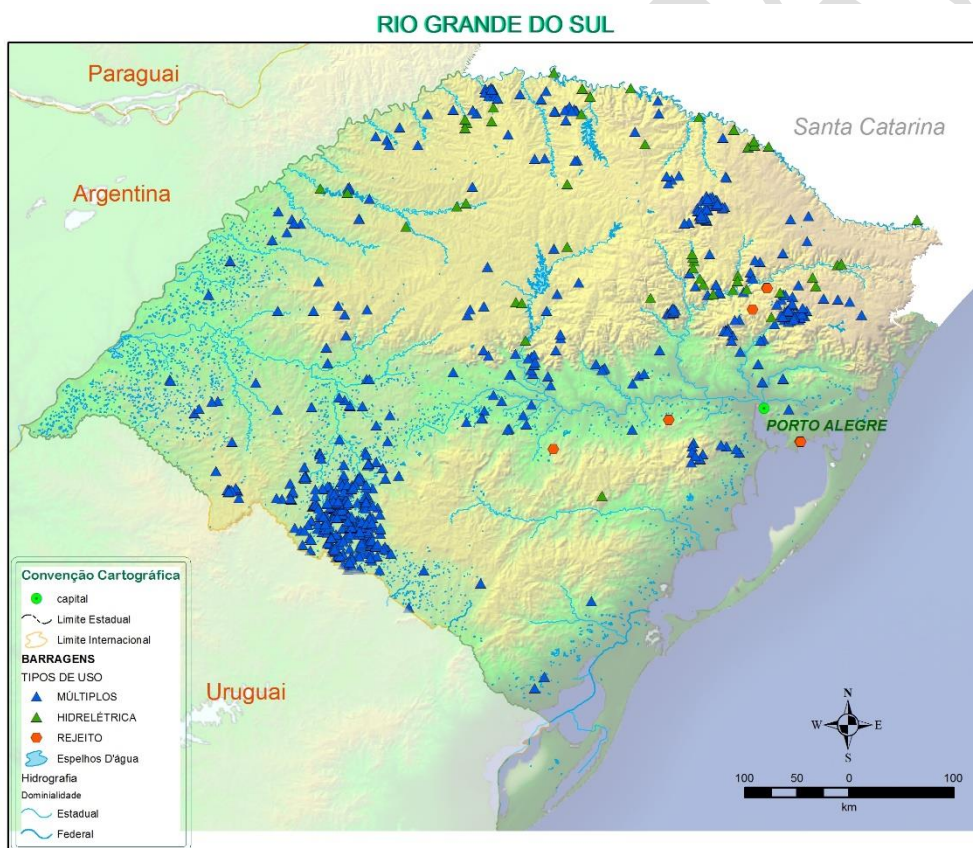 RIO GRANDE DO SUL
Paraguai
Santa Catarina
Argentina
PORTO ALEGRE
Uruguai
Convenção Cartográfica
capital
Limite Estadual
Limite Internacional
BARRAGENS
TIPOS DE USO
MÚLTIPLOS
HIDRELÉTRICA
REJEITO
Espelhos D'água
Hidrografia
Dominialidade
Estadual
Federal
N
W E
S
100 50 0 100
km